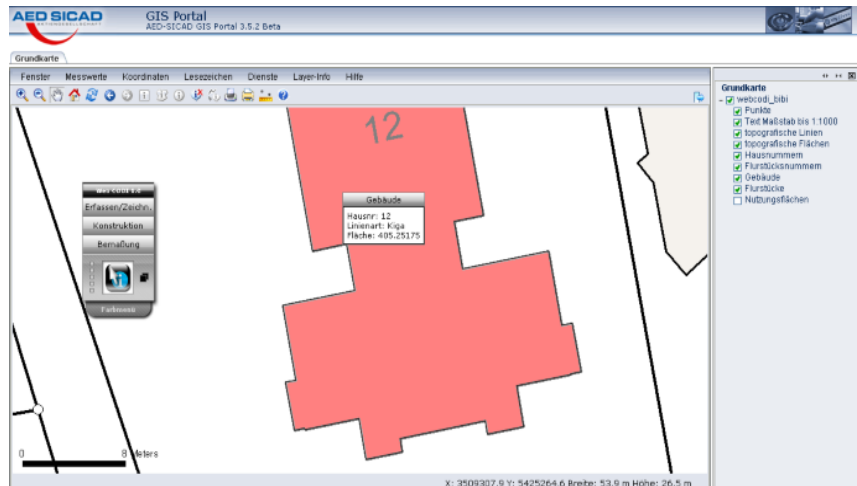 AED SICAD
GIS Portal
AED-SICAD GIS Portal 3.5.2 Beta
Grundkarte
Fenster Messwerte Koordinaten Lesezeichen Dienste Layer-Info Hilfe
Grundkarte
webcodi_bibi
Punkte
Text Maßstab bis 1:1000
topografische Linien
topografische Flächen
Hausnummern
Flurstücksnummern
Gebäude
Flurstücke
Nutzungsflächen
12
Gebäude
Hausnr: 12
Linienart: Kiga
Fläche: 405.25175
Erfassen/Zeichn.
Konstruktion
Bemaßung
Farbmenü
0 8 Meters
X: 3509307.9 Y: 5425264.6 Breite: 53.9 m Höhe: 26.5 m